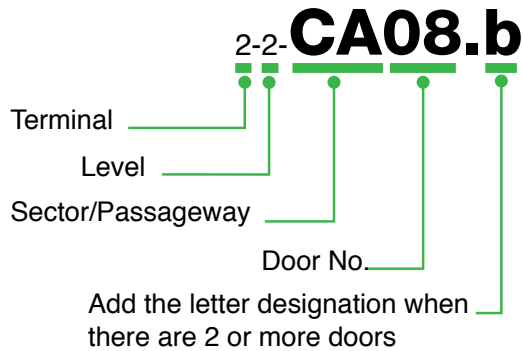 2-2-CA08.b
Terminal
Level
Sector/Passageway
Door No.
Add the letter designation when
there are 2 or more doors